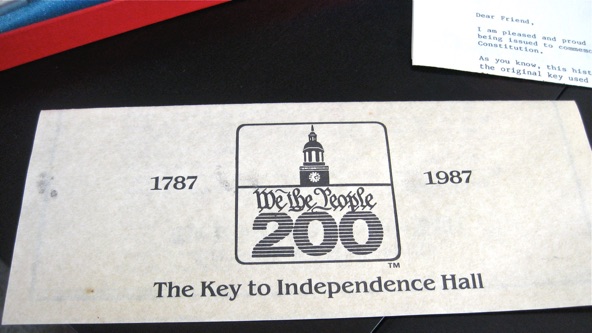 Dear Friend,
I am pleased and proud
being issued to commemo
Constitution.
As you know, this hist
the original key used
1787
1987
We the People
200
TM
The Key to Independence Hall